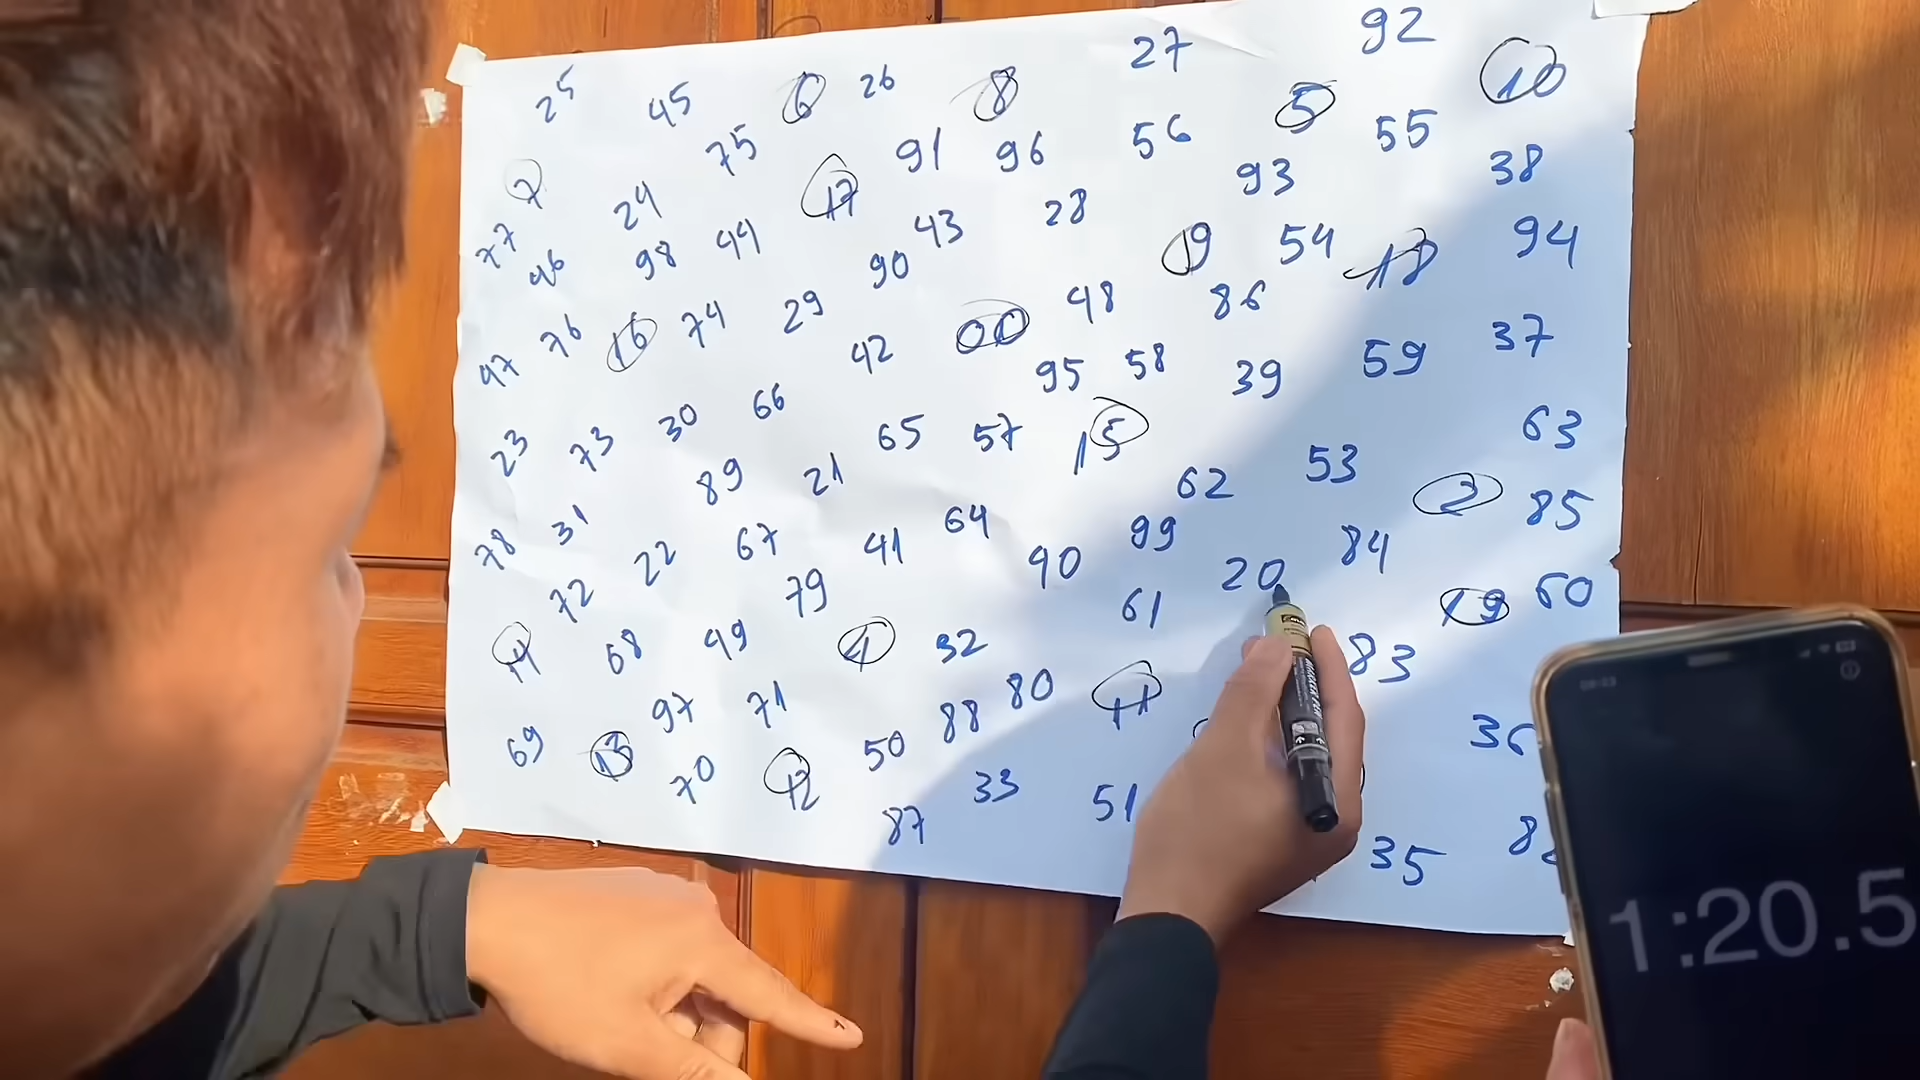 25 45 6 26 8 27 92 10
75 91 96 56 5 55
7 24 17 93 38
77 46 98 44 90 43 28 19 54 18 94
47 76 16 74 29 42 00 48 86 37
23 73 30 66 95 58 39 59
89 21 65 57 15 62 53 63
78 31 22 67 41 64 90 99 20 84 2 85
72 79 61 19 60
14 68 49 4 32 83
97 71 88 80 11 36
69 13 70 12 50 33 51
87 35
1:20.5